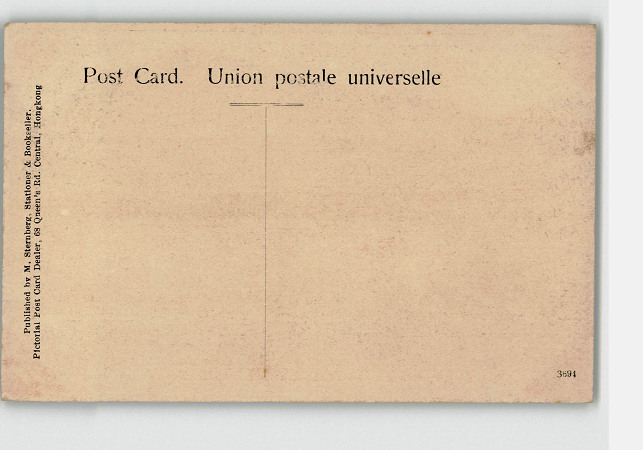 Post Card. Union postale universelle
Published by M. Sternberg, Stationer & Bookseller.
Pictorial Post Card Dealer, 68 Queen's Rd. Central, Hongkong
3694